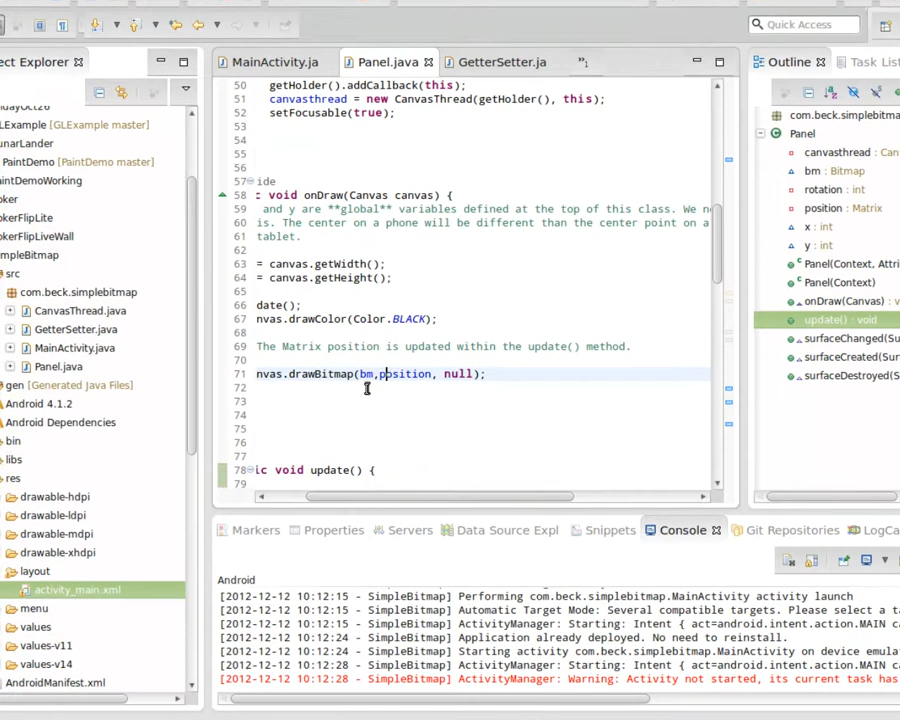 Quick Access
ect Explorer
MainActivity.ja
Panel.java
GetterSetter.ja
»1
Outline
Task List
ndayOct26
GLExample [GLExample master]
unarLander
PaintDemo [PaintDemo master]
aintDemoWorking
oker
okerFlipLite
okerFlipLiveWall
impleBitmap
src
com.beck.simplebitmap
CanvasThread.java
GetterSetter.java
MainActivity.java
Panel.java
gen [Generated Java Files]
Android 4.1.2
Android Dependencies
bin
libs
res
drawable-hdpi
drawable-ldpi
drawable-mdpi
drawable-xhdpi
layout
activity_main.xml
menu
values
values-v11
values-v14
AndroidManifest.xml
50 getHolder().addCallback(this);
51 canvasthread = new CanvasThread(getHolder(), this);
52 setFocusable(true);
53
54
55
56
57 ide
58 c void onDraw(Canvas canvas) {
59 and y are **global** variables defined at the top of this class. We ne
60 is. The center on a phone will be different than the center point on a
61 tablet.
62
63 = canvas.getWidth();
64 = canvas.getHeight();
65
66 date();
67 nvas.drawColor(Color.BLACK);
68
69 The Matrix position is updated within the update() method.
70
71 nvas.drawBitmap(bm,position, null);
72
73
74
75
76
77
78 ic void update() {
79
com.beck.simplebitma
Panel
canvasthread : Can
bm : Bitmap
rotation : int
position : Matrix
x : int
y : int
Panel(Context, Attri
Panel(Context)
onDraw(Canvas) : v
update() : void
surfaceChanged(Sur
surfaceCreated(Surf
surfaceDestroyed(S
Markers
Properties
Servers
Data Source Expl
Snippets
Console
Git Repositories
LogCa
Android
[2012-12-12 10:12:15 - SimpleBitmap] Performing com.beck.simplebitmap.MainActivity activity launch
[2012-12-12 10:12:15 - SimpleBitmap] Automatic Target Mode: Several compatible targets. Please select a ta
[2012-12-12 10:12:15 - SimpleBitmap] ActivityManager: Starting: Intent { act=android.intent.action.MAIN ca
[2012-12-12 10:12:24 - SimpleBitmap] Application already deployed. No need to reinstall.
[2012-12-12 10:12:24 - SimpleBitmap] Starting activity com.beck.simplebitmap.MainActivity on device emulat
[2012-12-12 10:12:28 - SimpleBitmap] ActivityManager: Starting: Intent { act=android.intent.action.MAIN ca
[2012-12-12 10:12:28 - SimpleBitmap] ActivityManager: Warning: Activity not started, its current task has